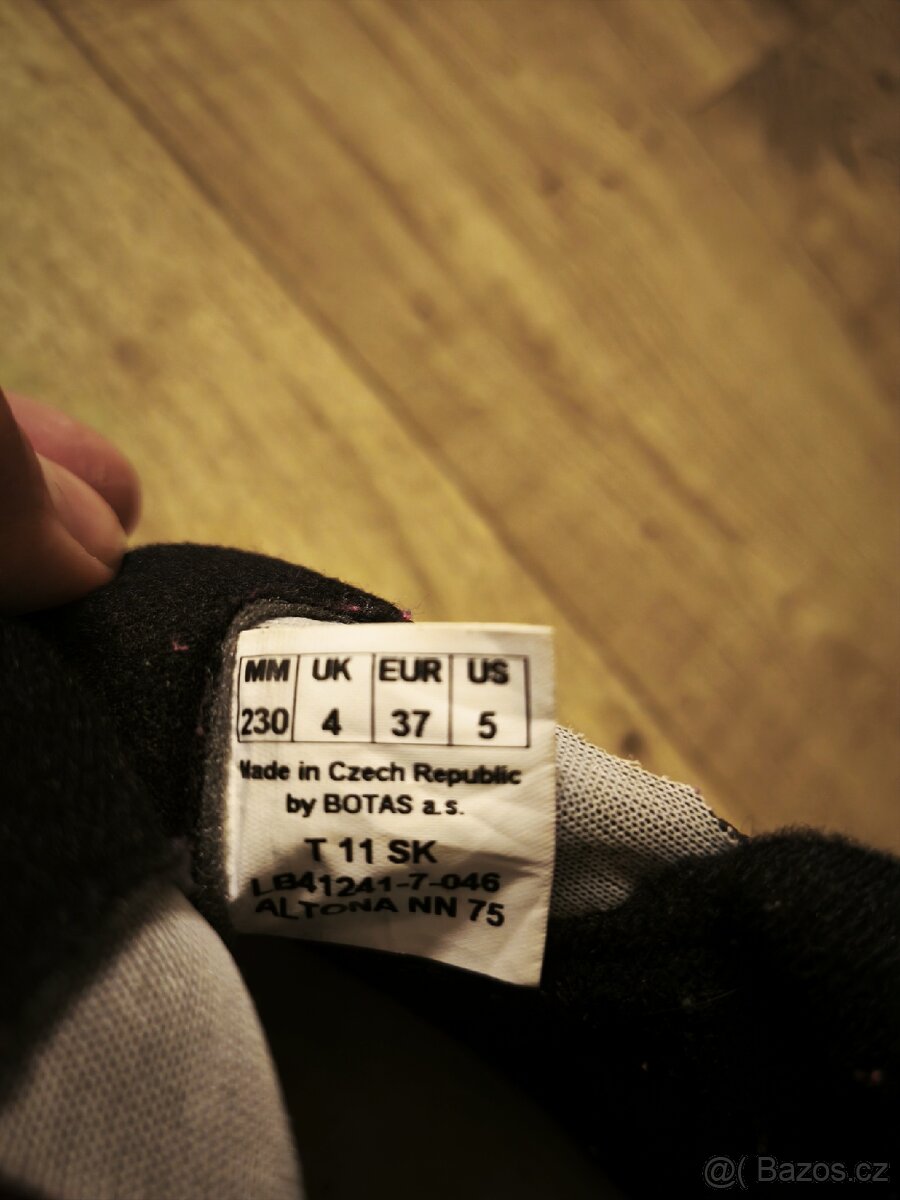 MM UK EUR US
230 4 37 5
Made in Czech Republic
by BOTAS a.s.
T 11 SK
LB41241-7-046
ALTONA NN 75
@( Bazos.cz